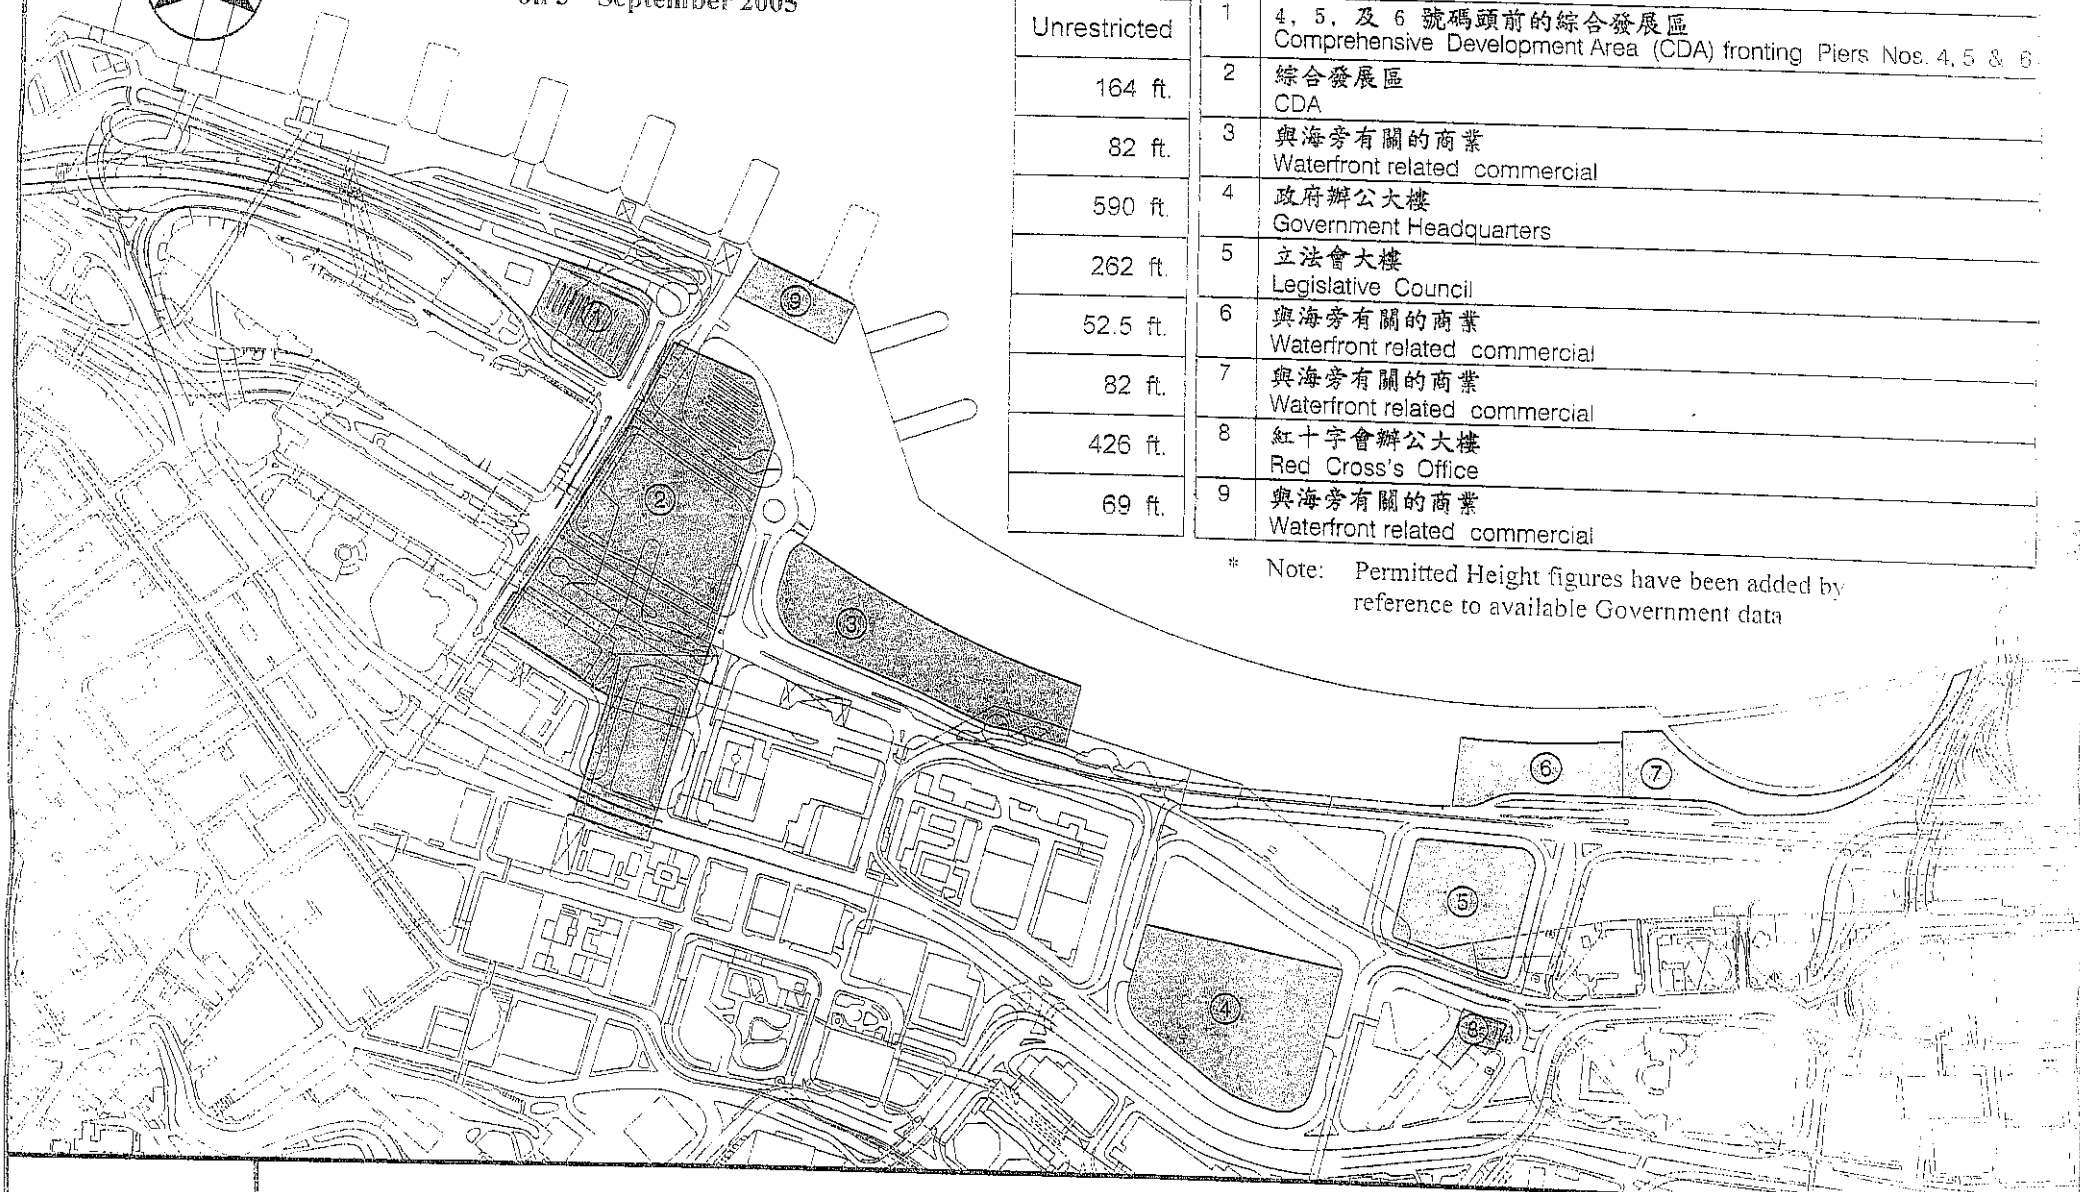 on 5 September 2005
Unrestricted
1
4, 5, 及 6 號碼頭前的綜合發展區
Comprehensive Development Area (CDA) fronting Piers Nos. 4, 5 & 6
164 ft.
2
綜合發展區
CDA
82 ft.
3
與海旁有關的商業
Waterfront related commercial
590 ft.
4
政府辦公大樓
Government Headquarters
262 ft.
5
立法會大樓
Legislative Council
52.5 ft.
6
與海旁有關的商業
Waterfront related commercial
82 ft.
7
與海旁有關的商業
Waterfront related commercial
426 ft.
8
紅十字會辦公大樓
Red Cross's Office
69 ft.
9
與海旁有關的商業
Waterfront related commercial
* Note: Permitted Height figures have been added by
reference to available Government data
9
1
2
3
6
7
5
4
8